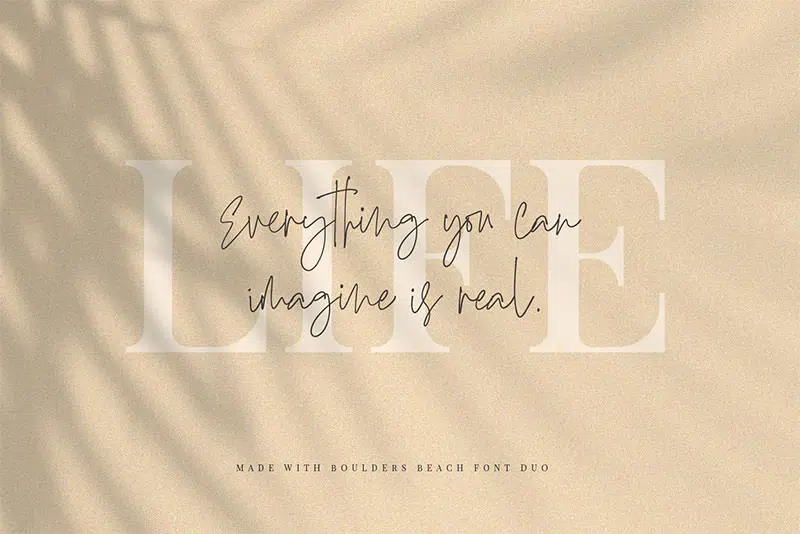 LIFE
Everything you can
imagine is real.
MADE WITH BOULDERS BEACH FONT DUO